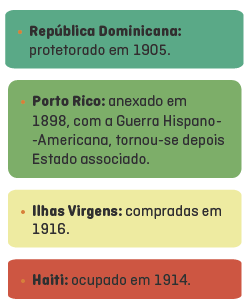 • República Dominicana:
protetorado em 1905.
• Porto Rico: anexado em
1898, com a Guerra Hispano-
-Americana, tornou-se depois
Estado associado.
• Ilhas Virgens: compradas em
1916.
• Haiti: ocupado em 1914.